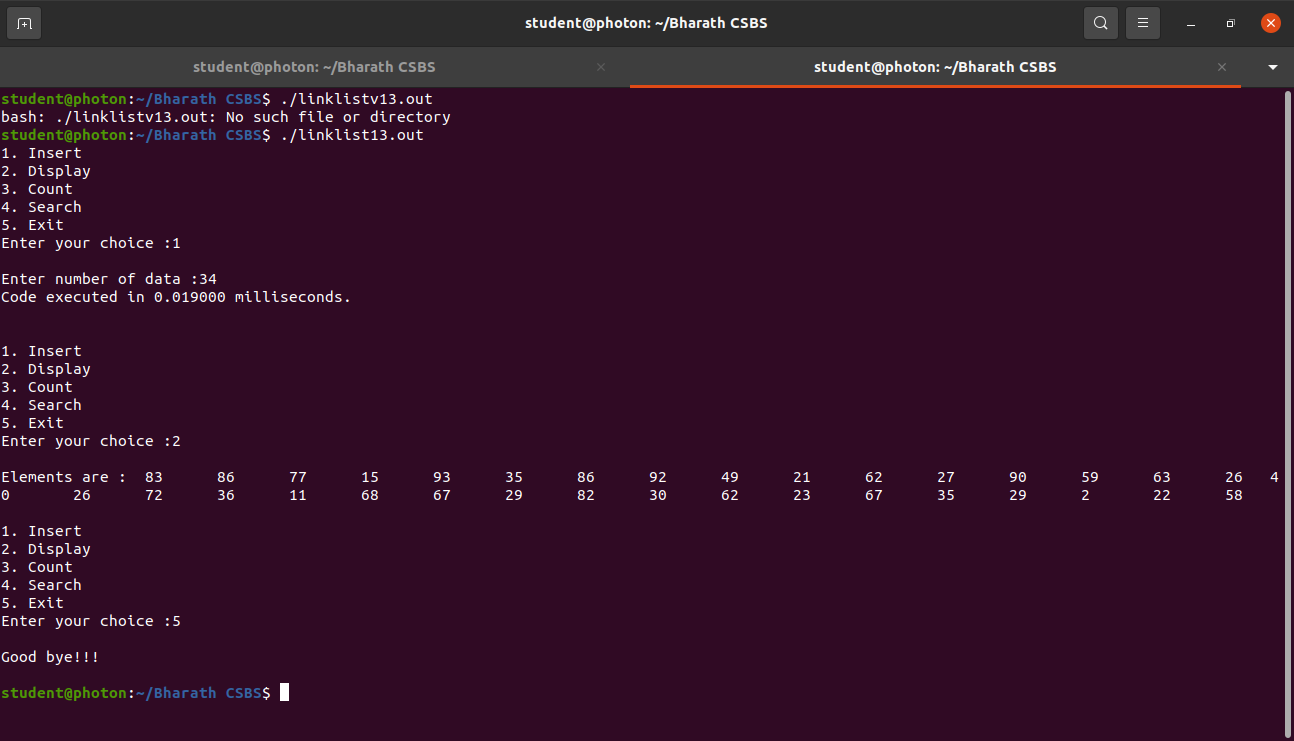 student@photon: ~/Bharath CSBS
student@photon: ~/Bharath CSBS
student@photon: ~/Bharath CSBS
student@photon:~/Bharath CSBS$ ./linklistv13.out
bash: ./linklistv13.out: No such file or directory
student@photon:~/Bharath CSBS$ ./linklist13.out
1. Insert
2. Display
3. Count
4. Search
5. Exit
Enter your choice :1
Enter number of data :34
Code executed in 0.019000 milliseconds.
1. Insert
2. Display
3. Count
4. Search
5. Exit
Enter your choice :2
Elements are : 83 86 77 15 93 35 86 92 49 21 62 27 90 59 63 26 4
0 26 72 36 11 68 67 29 82 30 62 23 67 35 29 2 22 58
1. Insert
2. Display
3. Count
4. Search
5. Exit
Enter your choice :5
Good bye!!!
student@photon:~/Bharath CSBS$